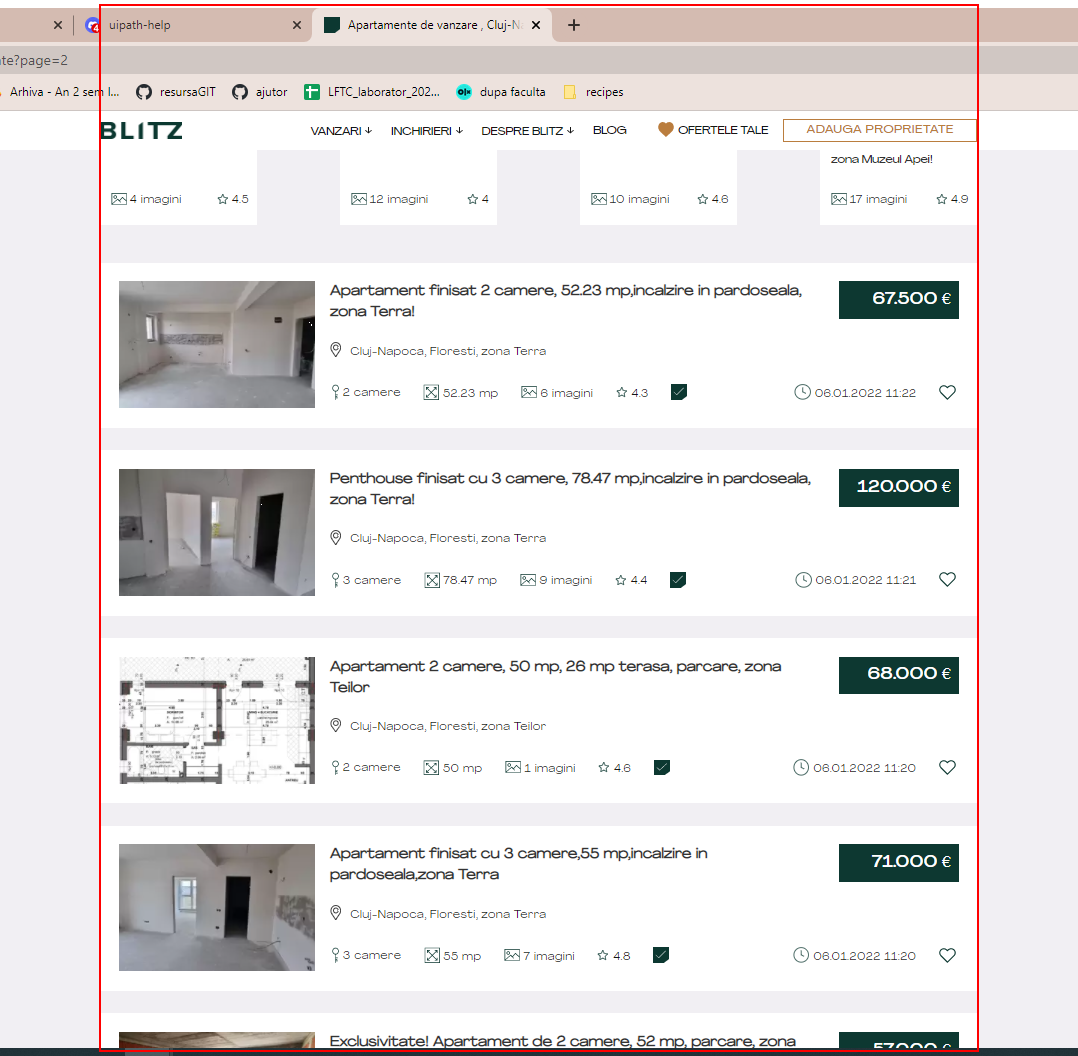 uipath-help
Apartamente de vanzare , Cluj-N
te?page=2
Arhiva - An 2 sem I...
resursaGIT
ajutor
LFTC_laborator_202...
dupa faculta
recipes
BLITZ
VANZARI
INCHIRIERI
DESPRE BLITZ
BLOG
OFERTELE TALE
ADAUGA PROPRIETATE
zona Muzeul Apei!
4 imagini 4.5
12 imagini 4
10 imagini 4.6
17 imagini 4.9
Apartament finisat 2 camere, 52.23 mp,incalzire in pardoseala,
zona Terra!
67.500 €
Cluj-Napoca, Floresti, zona Terra
2 camere 52.23 mp 6 imagini 4.3 06.01.2022 11:22
Penthouse finisat cu 3 camere, 78.47 mp,incalzire in pardoseala,
zona Terra!
120.000 €
Cluj-Napoca, Floresti, zona Terra
3 camere 78.47 mp 9 imagini 4.4 06.01.2022 11:21
Apartament 2 camere, 50 mp, 26 mp terasa, parcare, zona
Teilor
68.000 €
Cluj-Napoca, Floresti, zona Teilor
2 camere 50 mp 1 imagini 4.6 06.01.2022 11:20
Apartament finisat cu 3 camere,55 mp,incalzire in
pardoseala,zona Terra
71.000 €
Cluj-Napoca, Floresti, zona Terra
3 camere 55 mp 7 imagini 4.8 06.01.2022 11:20
Exclusivitate! Apartament de 2 camere, 52 mp, parcare, zona
57.000 €